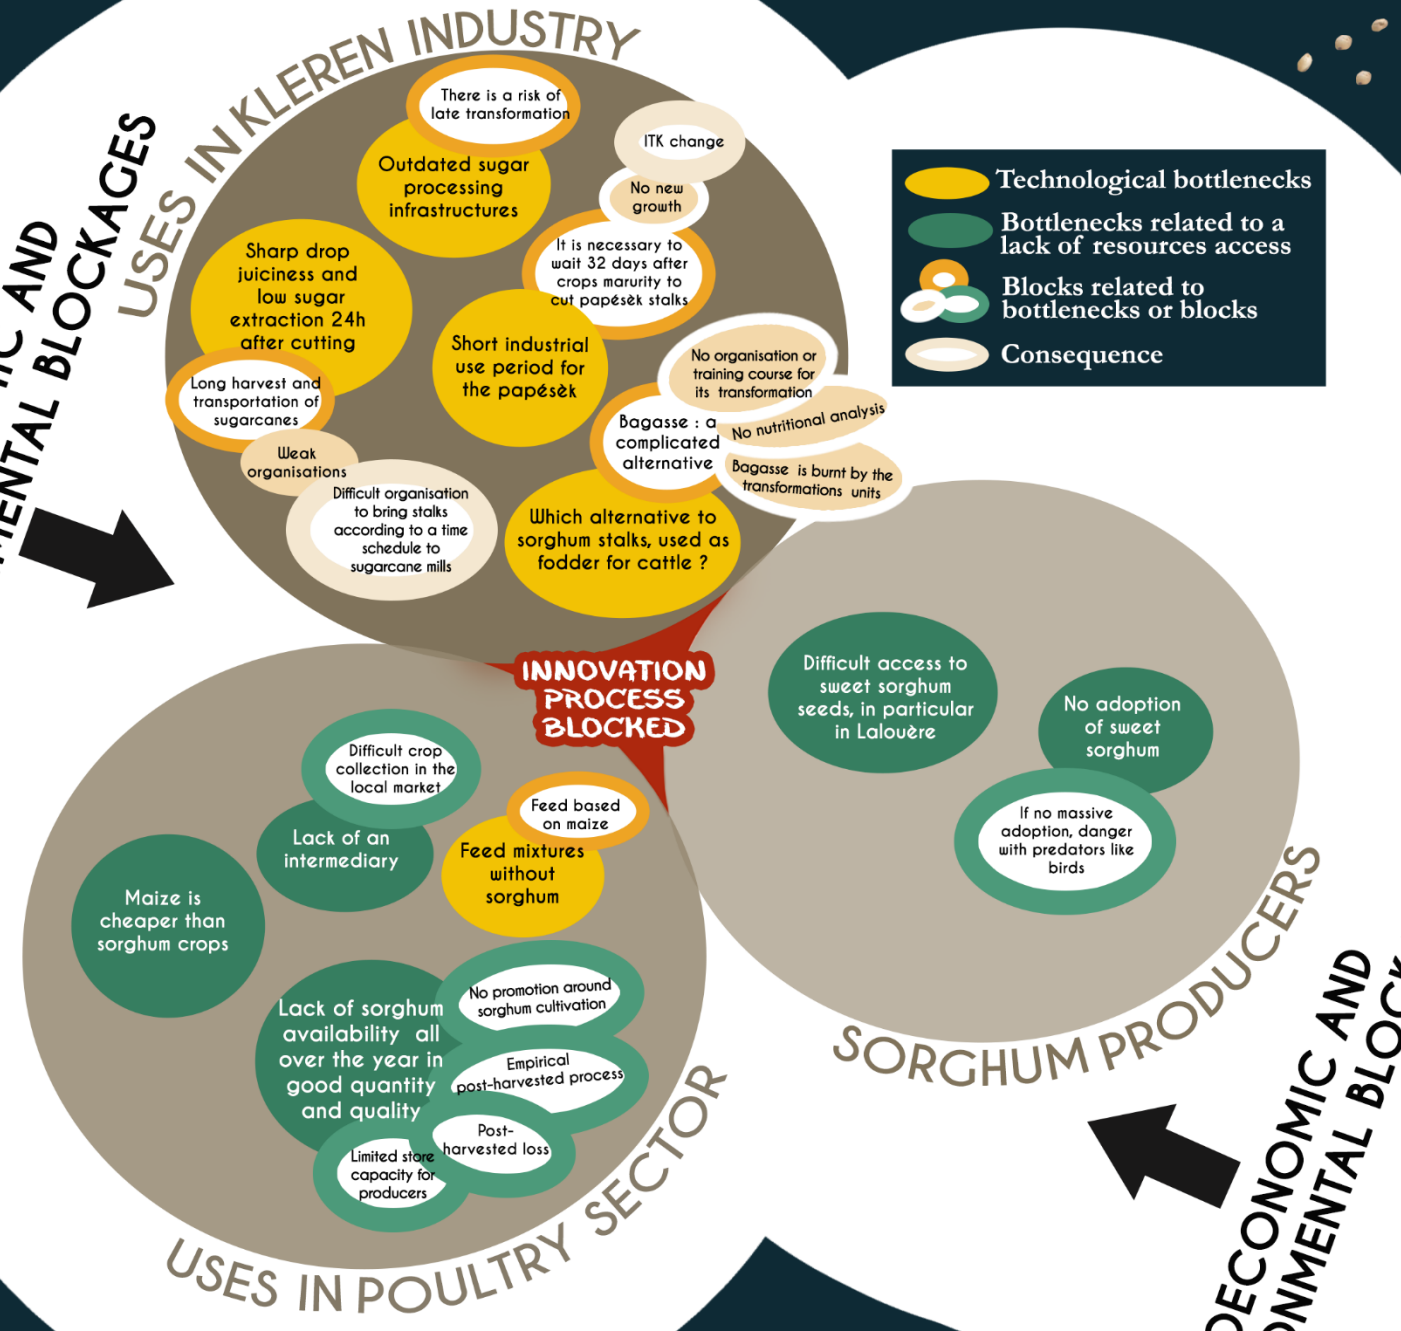 USES IN KLEREN INDUSTRY
There is a risk of
late transformation
Outdated sugar
processing
infrastructures
ITK change
No new
growth
It is necessary to
wait 32 days after
crops marurity to
cut papésèk stalks
Sharp drop
juiciness and
low sugar
extraction 24h
after cutting
Short industrial
use period for
the papésèk
Long harvest and
transportation of
sugarcanes
Weak
organisations
Difficult organisation
to bring stalks
according to a time
schedule to
sugarcane mills
No organisation or
training course for
its transformation
No nutritional analysis
Bagasse is burnt by the
transformations units
Bagasse : a
complicated
alternative
Which alternative to
sorghum stalks, used as
fodder for cattle ?
Technological bottlenecks
Bottlenecks related to a
lack of resources access
Blocks related to
bottlenecks or blocks
Consequence
IC AND
MENTAL BLOCKAGES
INNOVATION
PROCESS
BLOCKED
Difficult access to
sweet sorghum
seeds, in particular
in Lalouère
No adoption
of sweet
sorghum
If no massive
adoption, danger
with predators like
birds
SORGHUM PRODUCERS
Difficult crop
collection in the
local market
Lack of an
intermediary
Feed based
on maize
Feed mixtures
without
sorghum
Maize is
cheaper than
sorghum crops
Lack of sorghum
availability all
over the year in
good quantity
and quality
No promotion around
sorghum cultivation
Empirical
post-harvested process
Post-
harvested loss
Limited store
capacity for
producers
USES IN POULTRY SECTOR
OECONOMIC AND
ONMENTAL BLOCK